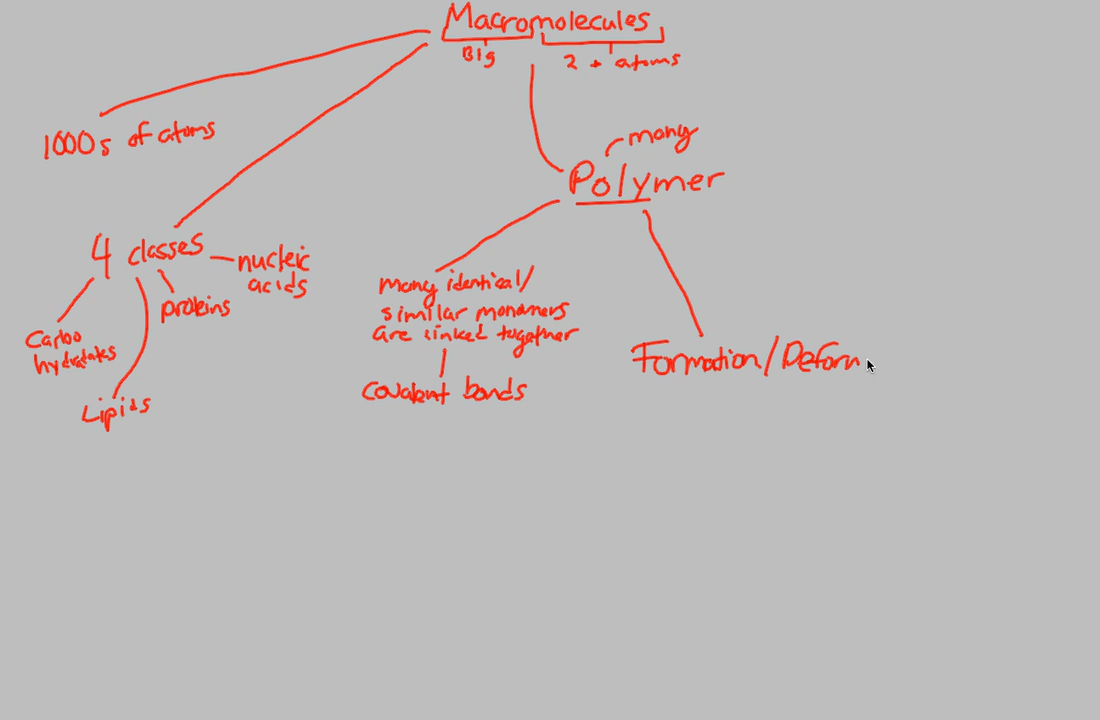 Macromolecules
Big
2 + atoms
1000s of atoms
many
Polymer
4 classes
nucleic
acids
proteins
Carbo
hydrates
Lipids
many identical/
similar monomers
are linked together
Covalent bonds
Formation/Deform